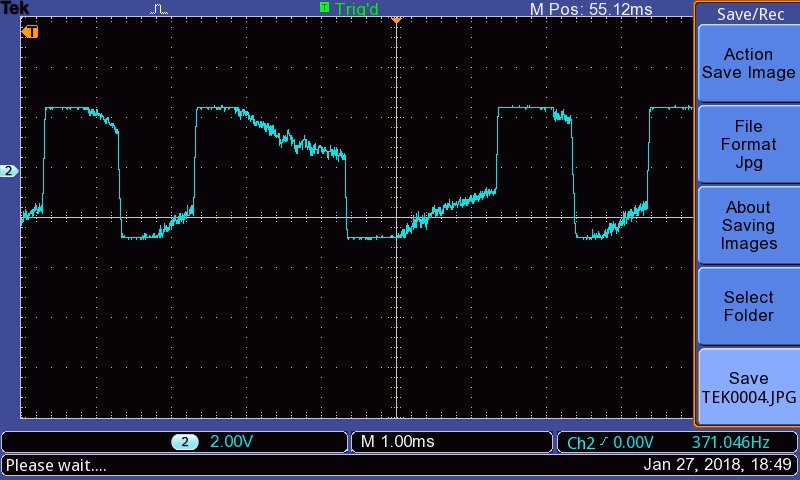 Tek
Trig'd
M Pos: 55.12ms
T
2
Save/Rec
Action
Save Image
File
Format
Jpg
About
Saving
Images
Select
Folder
Save
TEK0004.JPG
2 2.00V
M 1.00ms
Ch2 0.00V
371.046Hz
Please wait....
Jan 27, 2018, 18:49